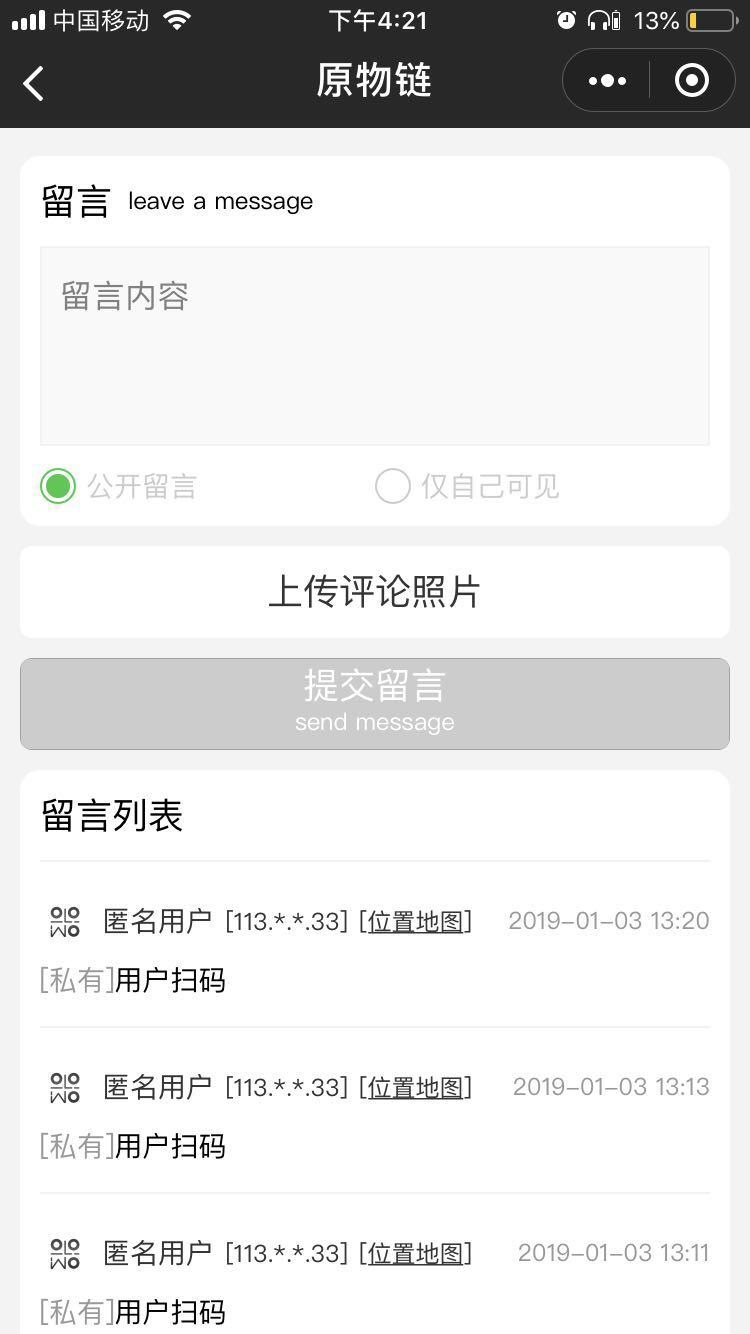 中国移动 下午4:21 13%
原物链
留言 leave a message
留言内容
公开留言 仅自己可见
上传评论照片
提交留言
send message
留言列表
匿名用户 [113.*.*.33] [位置地图] 2019-01-03 13:20
[私有]用户扫码
匿名用户 [113.*.*.33] [位置地图] 2019-01-03 13:13
[私有]用户扫码
匿名用户 [113.*.*.33] [位置地图] 2019-01-03 13:11
[私有]用户扫码